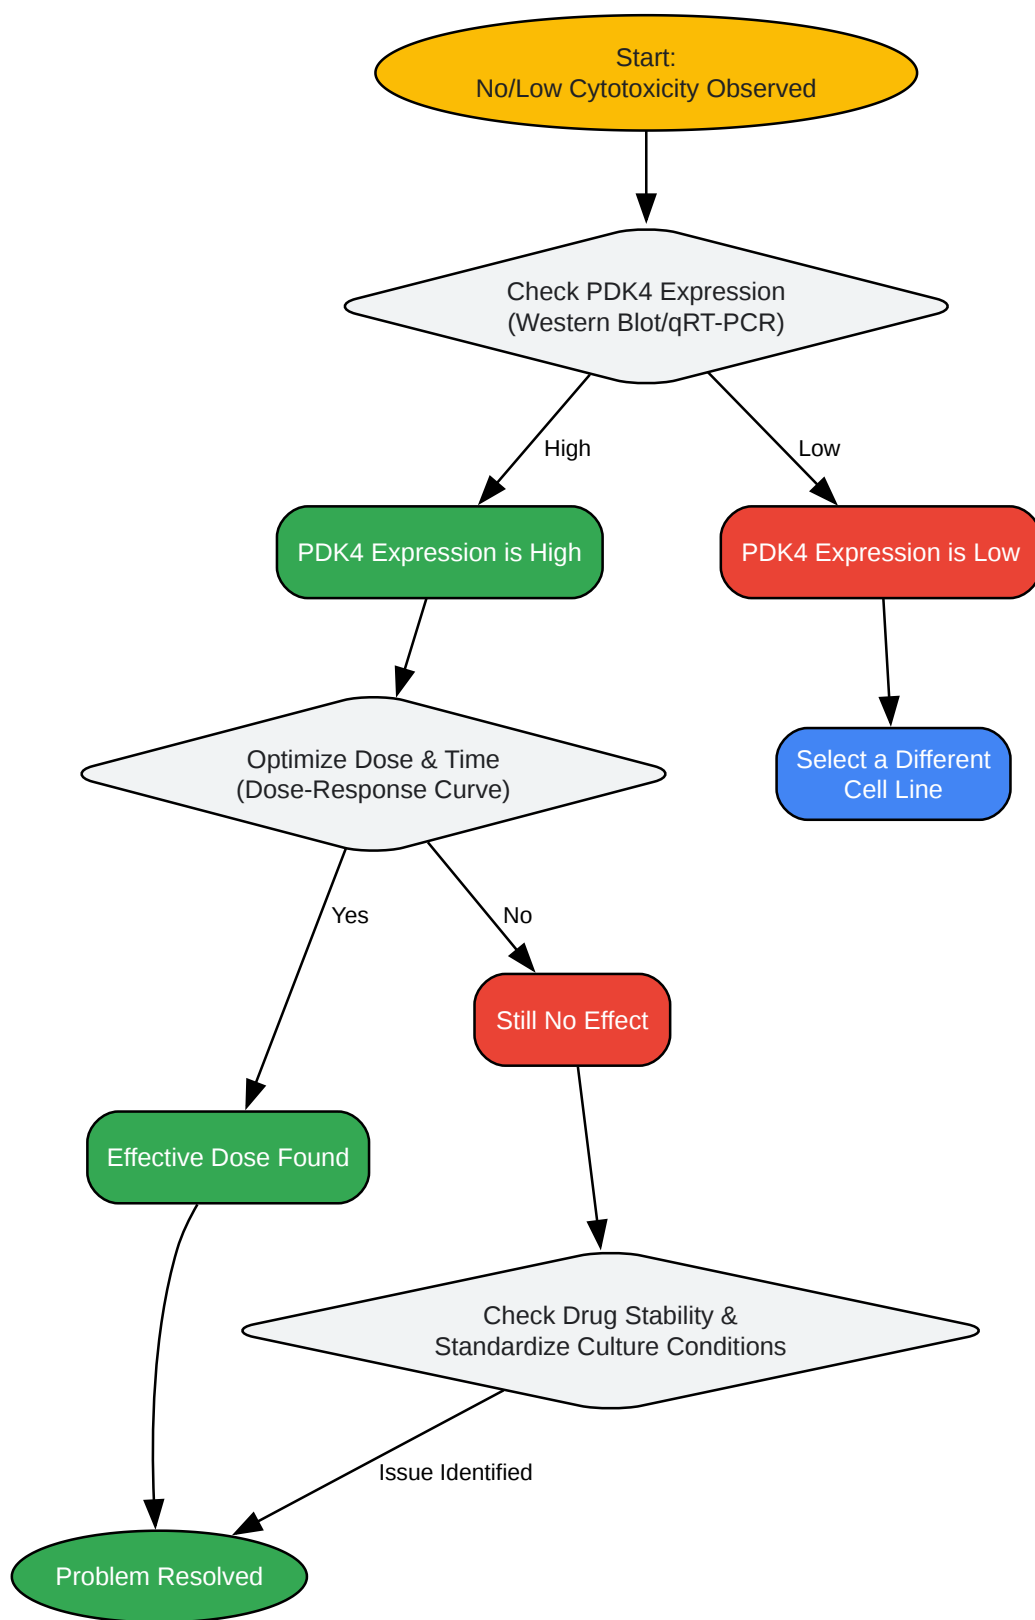 Start:
No/Low Cytotoxicity Observed
Check PDK4 Expression
(Western Blot/qRT-PCR)
High
Low
PDK4 Expression is High
PDK4 Expression is Low
Optimize Dose & Time
(Dose-Response Curve)
Select a Different
Cell Line
Yes
No
Still No Effect
Effective Dose Found
Check Drug Stability &
Standardize Culture Conditions
Issue Identified
Problem Resolved